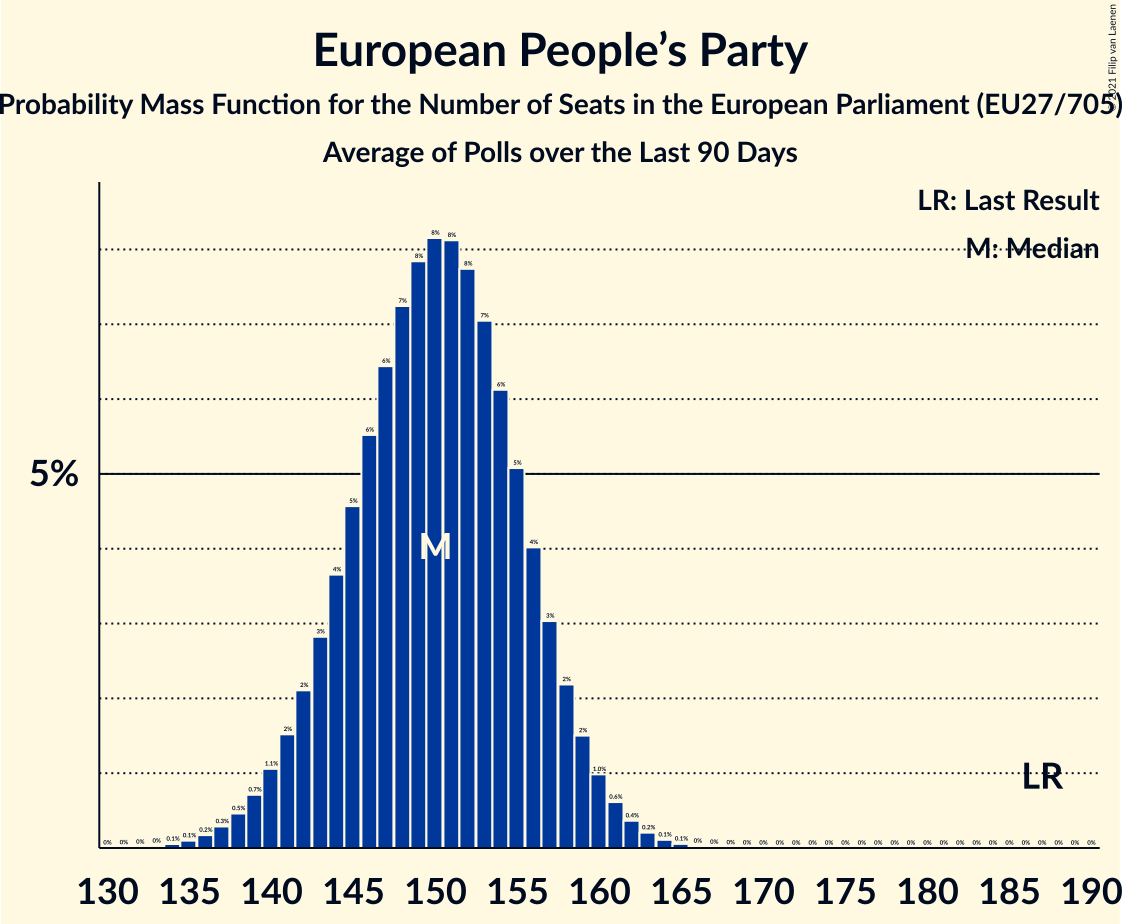 European People's Party
Probability Mass Function for the Number of Seats in the European Parliament (EU27/705)
Average of Polls over the Last 90 Days
© 2021 Filip van Laenen
LR: Last Result
M: Median
5%
0% 0% 0% 0% 0.1% 0.1% 0.2% 0.3% 0.5% 0.7% 1.1% 2% 2% 3% 4% 5% 6% 6% 7% 8% 8% 8% 8% 7% 6% 5% 4% 3% 2% 2% 1.0% 0.6% 0.4% 0.2% 0.1% 0.1% 0% 0% 0% 0% 0% 0% 0% 0% 0% 0% 0% 0% 0% 0% 0% 0% 0% 0% 0% 0% 0% 0% 0% 0% 0%
M
LR
130 135 140 145 150 155 160 165 170 175 180 185 190